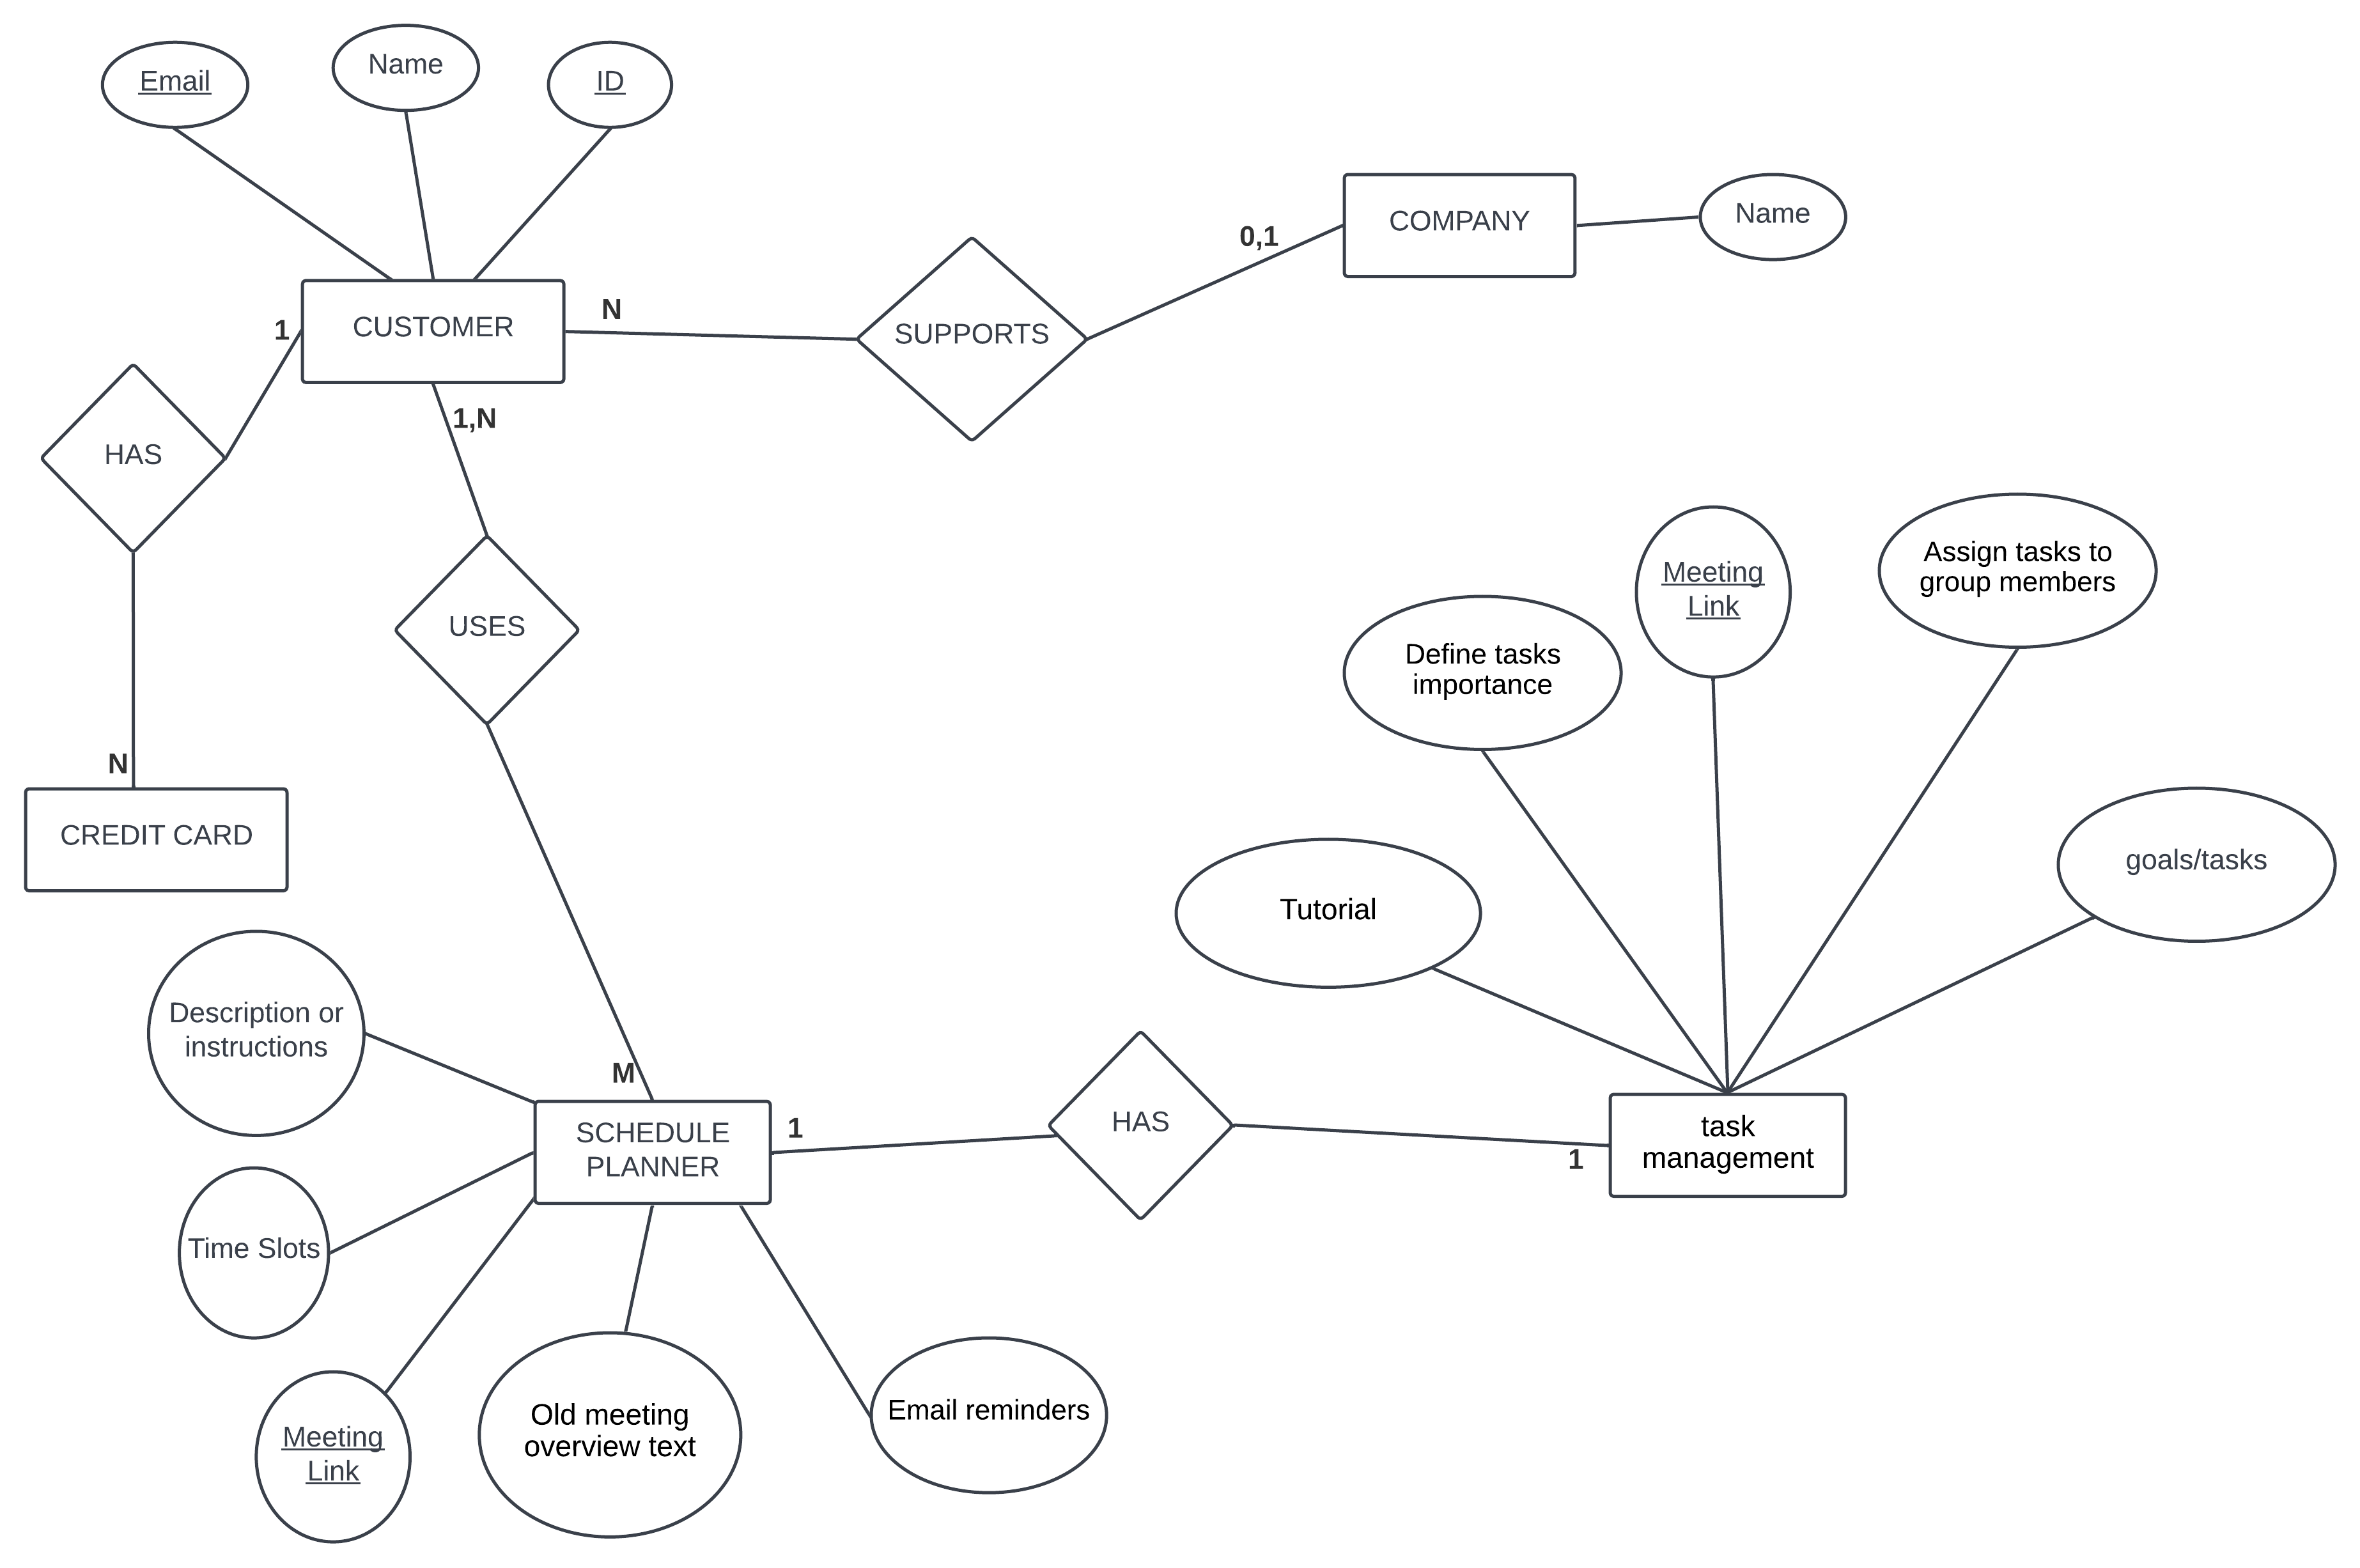 Email
Name
ID
COMPANY
Name
0,1
N
CUSTOMER
1
SUPPORTS
1,N
HAS
USES
Meeting
Link
Assign tasks to
group members
Define tasks
importance
N
CREDIT CARD
goals/tasks
Tutorial
Description or
instructions
M
SCHEDULE
PLANNER
1
HAS
1
task
management
Time Slots
Meeting
Link
Old meeting
overview text
Email reminders